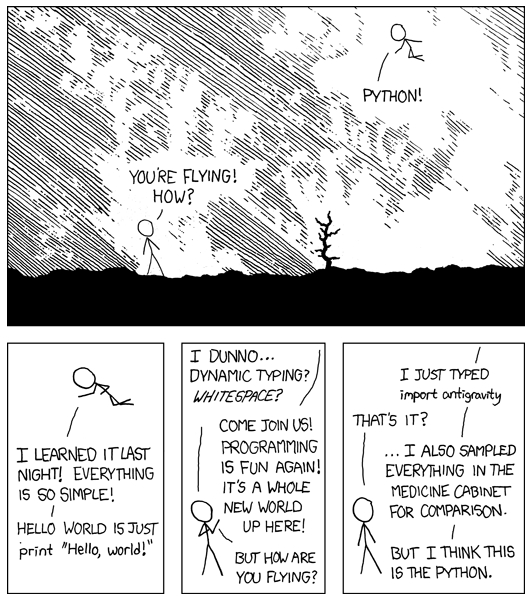 YOU'RE FLYING!
HOW?
PYTHON!
I LEARNED IT LAST
NIGHT! EVERYTHING
IS SO SIMPLE!
HELLO WORLD IS JUST
print "Hello, world!"
I DUNNO...
DYNAMIC TYPING?
WHITESPACE?
COME JOIN US!
PROGRAMMING
IS FUN AGAIN!
IT'S A WHOLE
NEW WORLD
UP HERE!
BUT HOW ARE
YOU FLYING?
I JUST TYPED
import antigravity
THAT'S IT?
... I ALSO SAMPLED
EVERYTHING IN THE
MEDICINE CABINET
FOR COMPARISON.
BUT I THINK THIS
IS THE PYTHON.